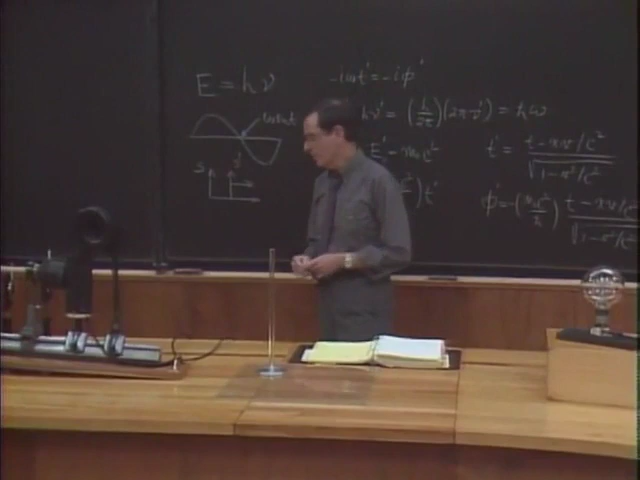 E = hν
-iωt' = -iφ'
hν' = (h/2π)(2πν') = ħω
S S'
E' = m₀c²
t' = (t - xv/c²)/√(1 - v²/c²)
)t'
φ' = -(m₀c²/ħ) (t - xv/c²)/√(1 - v²/c²)